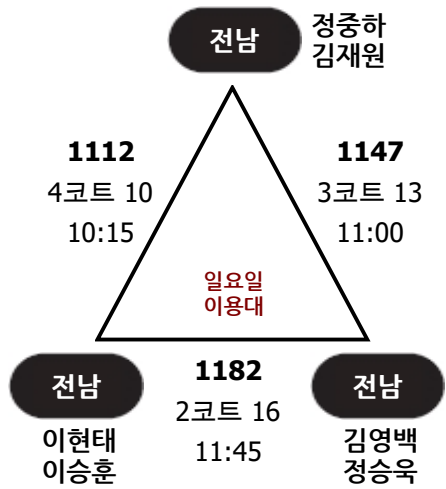 전남
정중하
김재원
1112
4코트 10
10:15
1147
3코트 13
11:00
일요일
이용대
전남
이현태
이승훈
1182
2코트 16
11:45
전남
김영백
정승욱